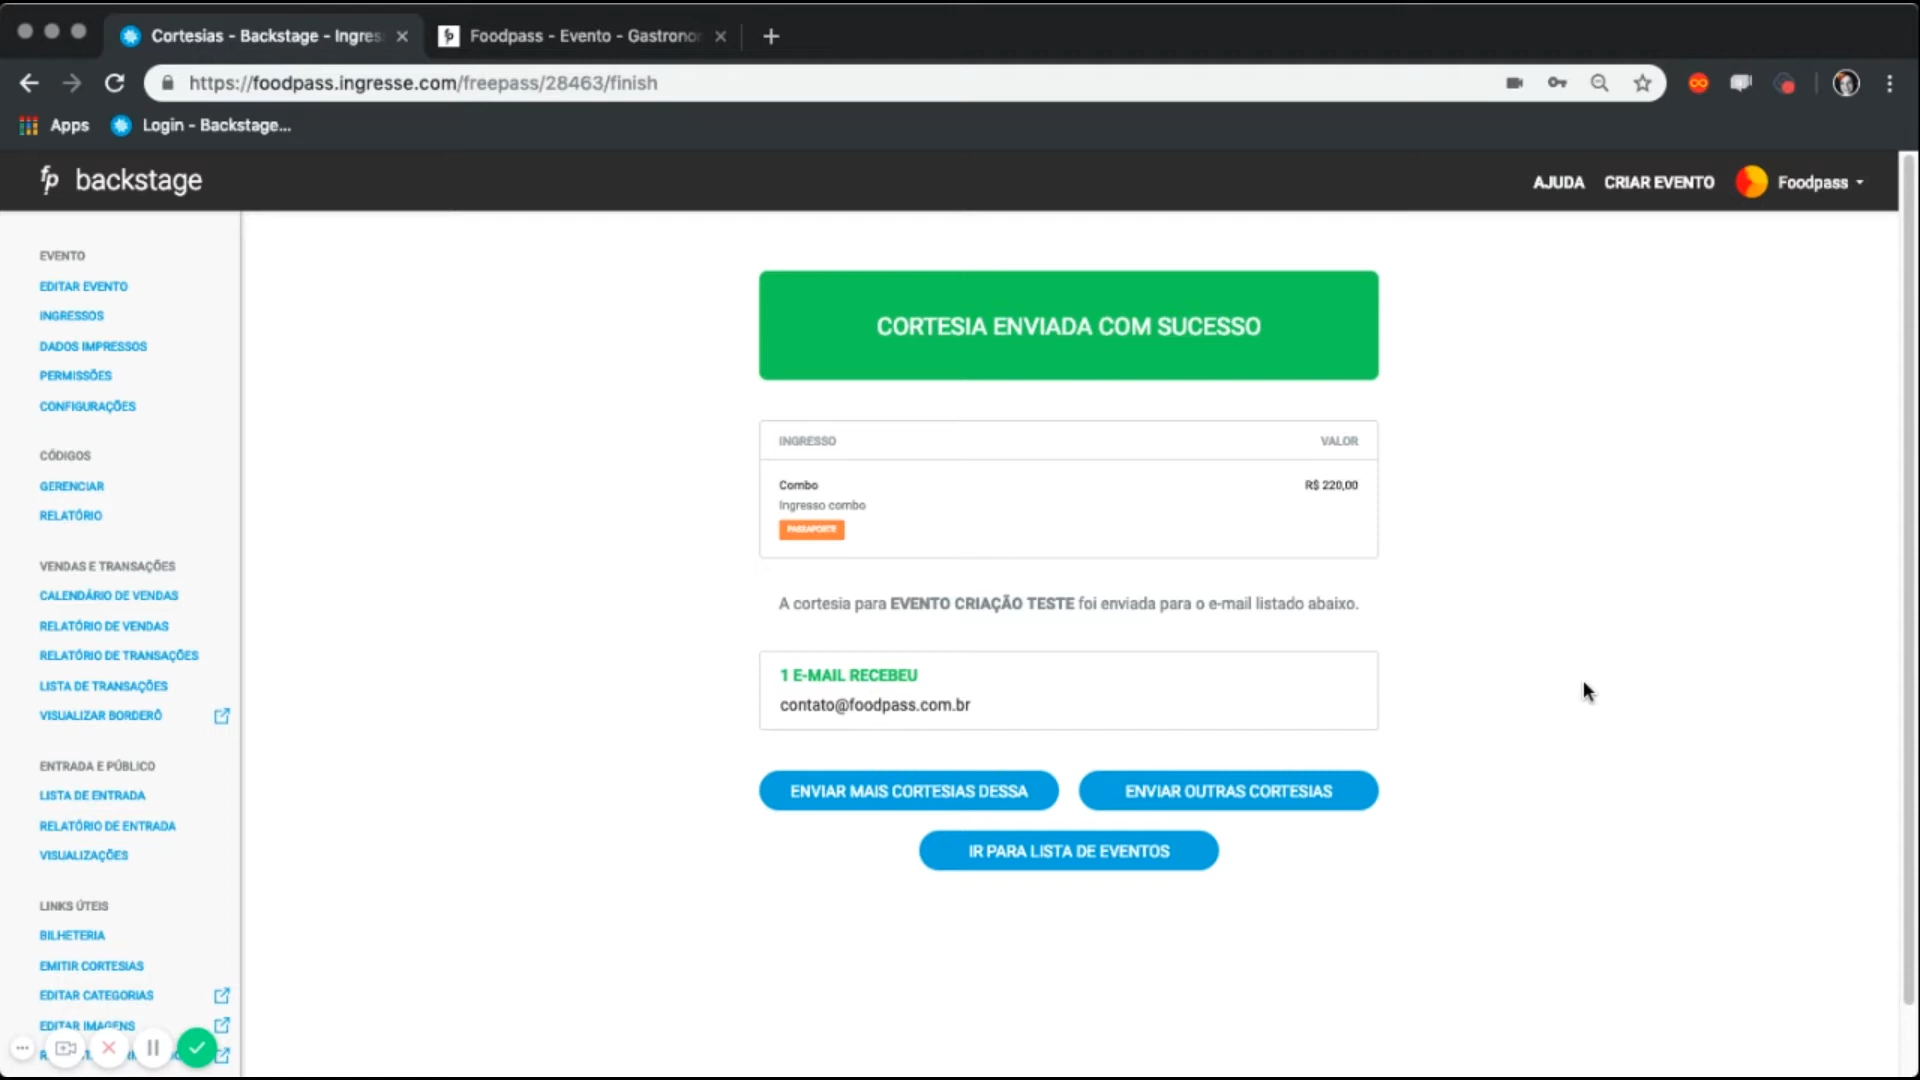 Cortesias - Backstage - Ingres
Foodpass - Evento - Gastrono
https://foodpass.ingresse.com/freepass/28463/finish
Apps
Login - Backstage...
fp backstage
AJUDA
CRIAR EVENTO
Foodpass
EVENTO
EDITAR EVENTO
INGRESSOS
DADOS IMPRESSOS
PERMISSÕES
CONFIGURAÇÕES
CÓDIGOS
GERENCIAR
RELATÓRIO
VENDAS E TRANSAÇÕES
CALENDÁRIO DE VENDAS
RELATÓRIO DE VENDAS
RELATÓRIO DE TRANSAÇÕES
LISTA DE TRANSAÇÕES
VISUALIZAR BORDERÔ
ENTRADA E PÚBLICO
LISTA DE ENTRADA
RELATÓRIO DE ENTRADA
VISUALIZAÇÕES
LINKS ÚTEIS
BILHETERIA
EMITIR CORTESIAS
EDITAR CATEGORIAS
EDITAR IMAGENS
CORTESIA ENVIADA COM SUCESSO
INGRESSO VALOR
Combo R$ 220,00
Ingresso combo
PASSAPORTE
A cortesia para EVENTO CRIAÇÃO TESTE foi enviada para o e-mail listado abaixo.
1 E-MAIL RECEBEU
contato@foodpass.com.br
ENVIAR MAIS CORTESIAS DESSA
ENVIAR OUTRAS CORTESIAS
IR PARA LISTA DE EVENTOS